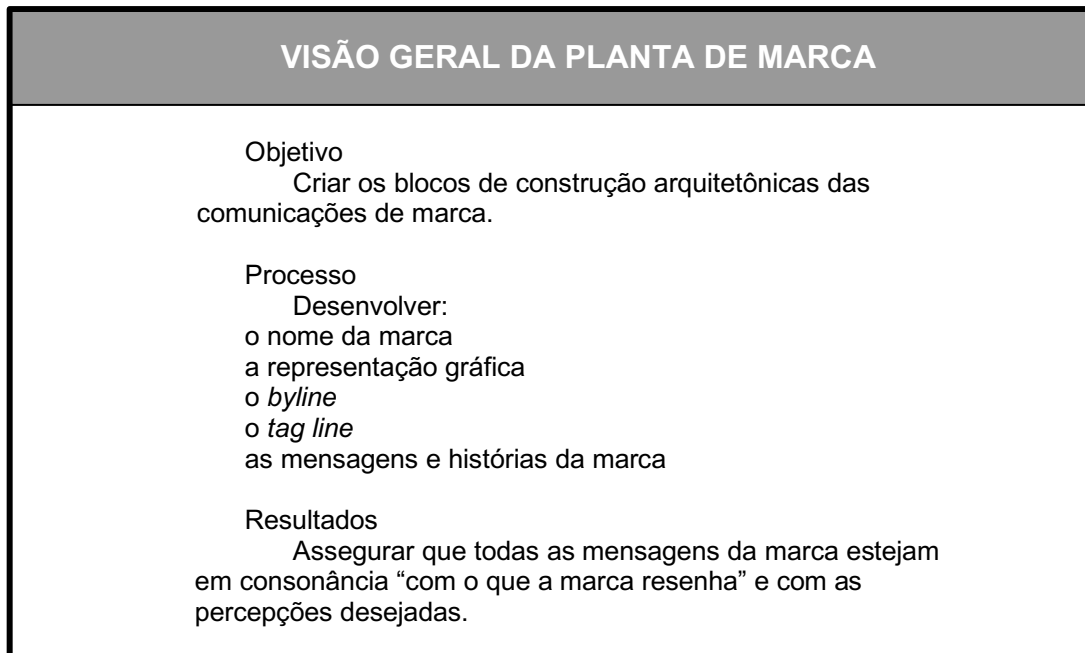 VISÃO GERAL DA PLANTA DE MARCA
Objetivo
Criar os blocos de construção arquitetônicas das
comunicações de marca.
Processo
Desenvolver:
o nome da marca
a representação gráfica
o byline
o tag line
as mensagens e histórias da marca
Resultados
Assegurar que todas as mensagens da marca estejam
em consonância “com o que a marca resenha” e com as
percepções desejadas.